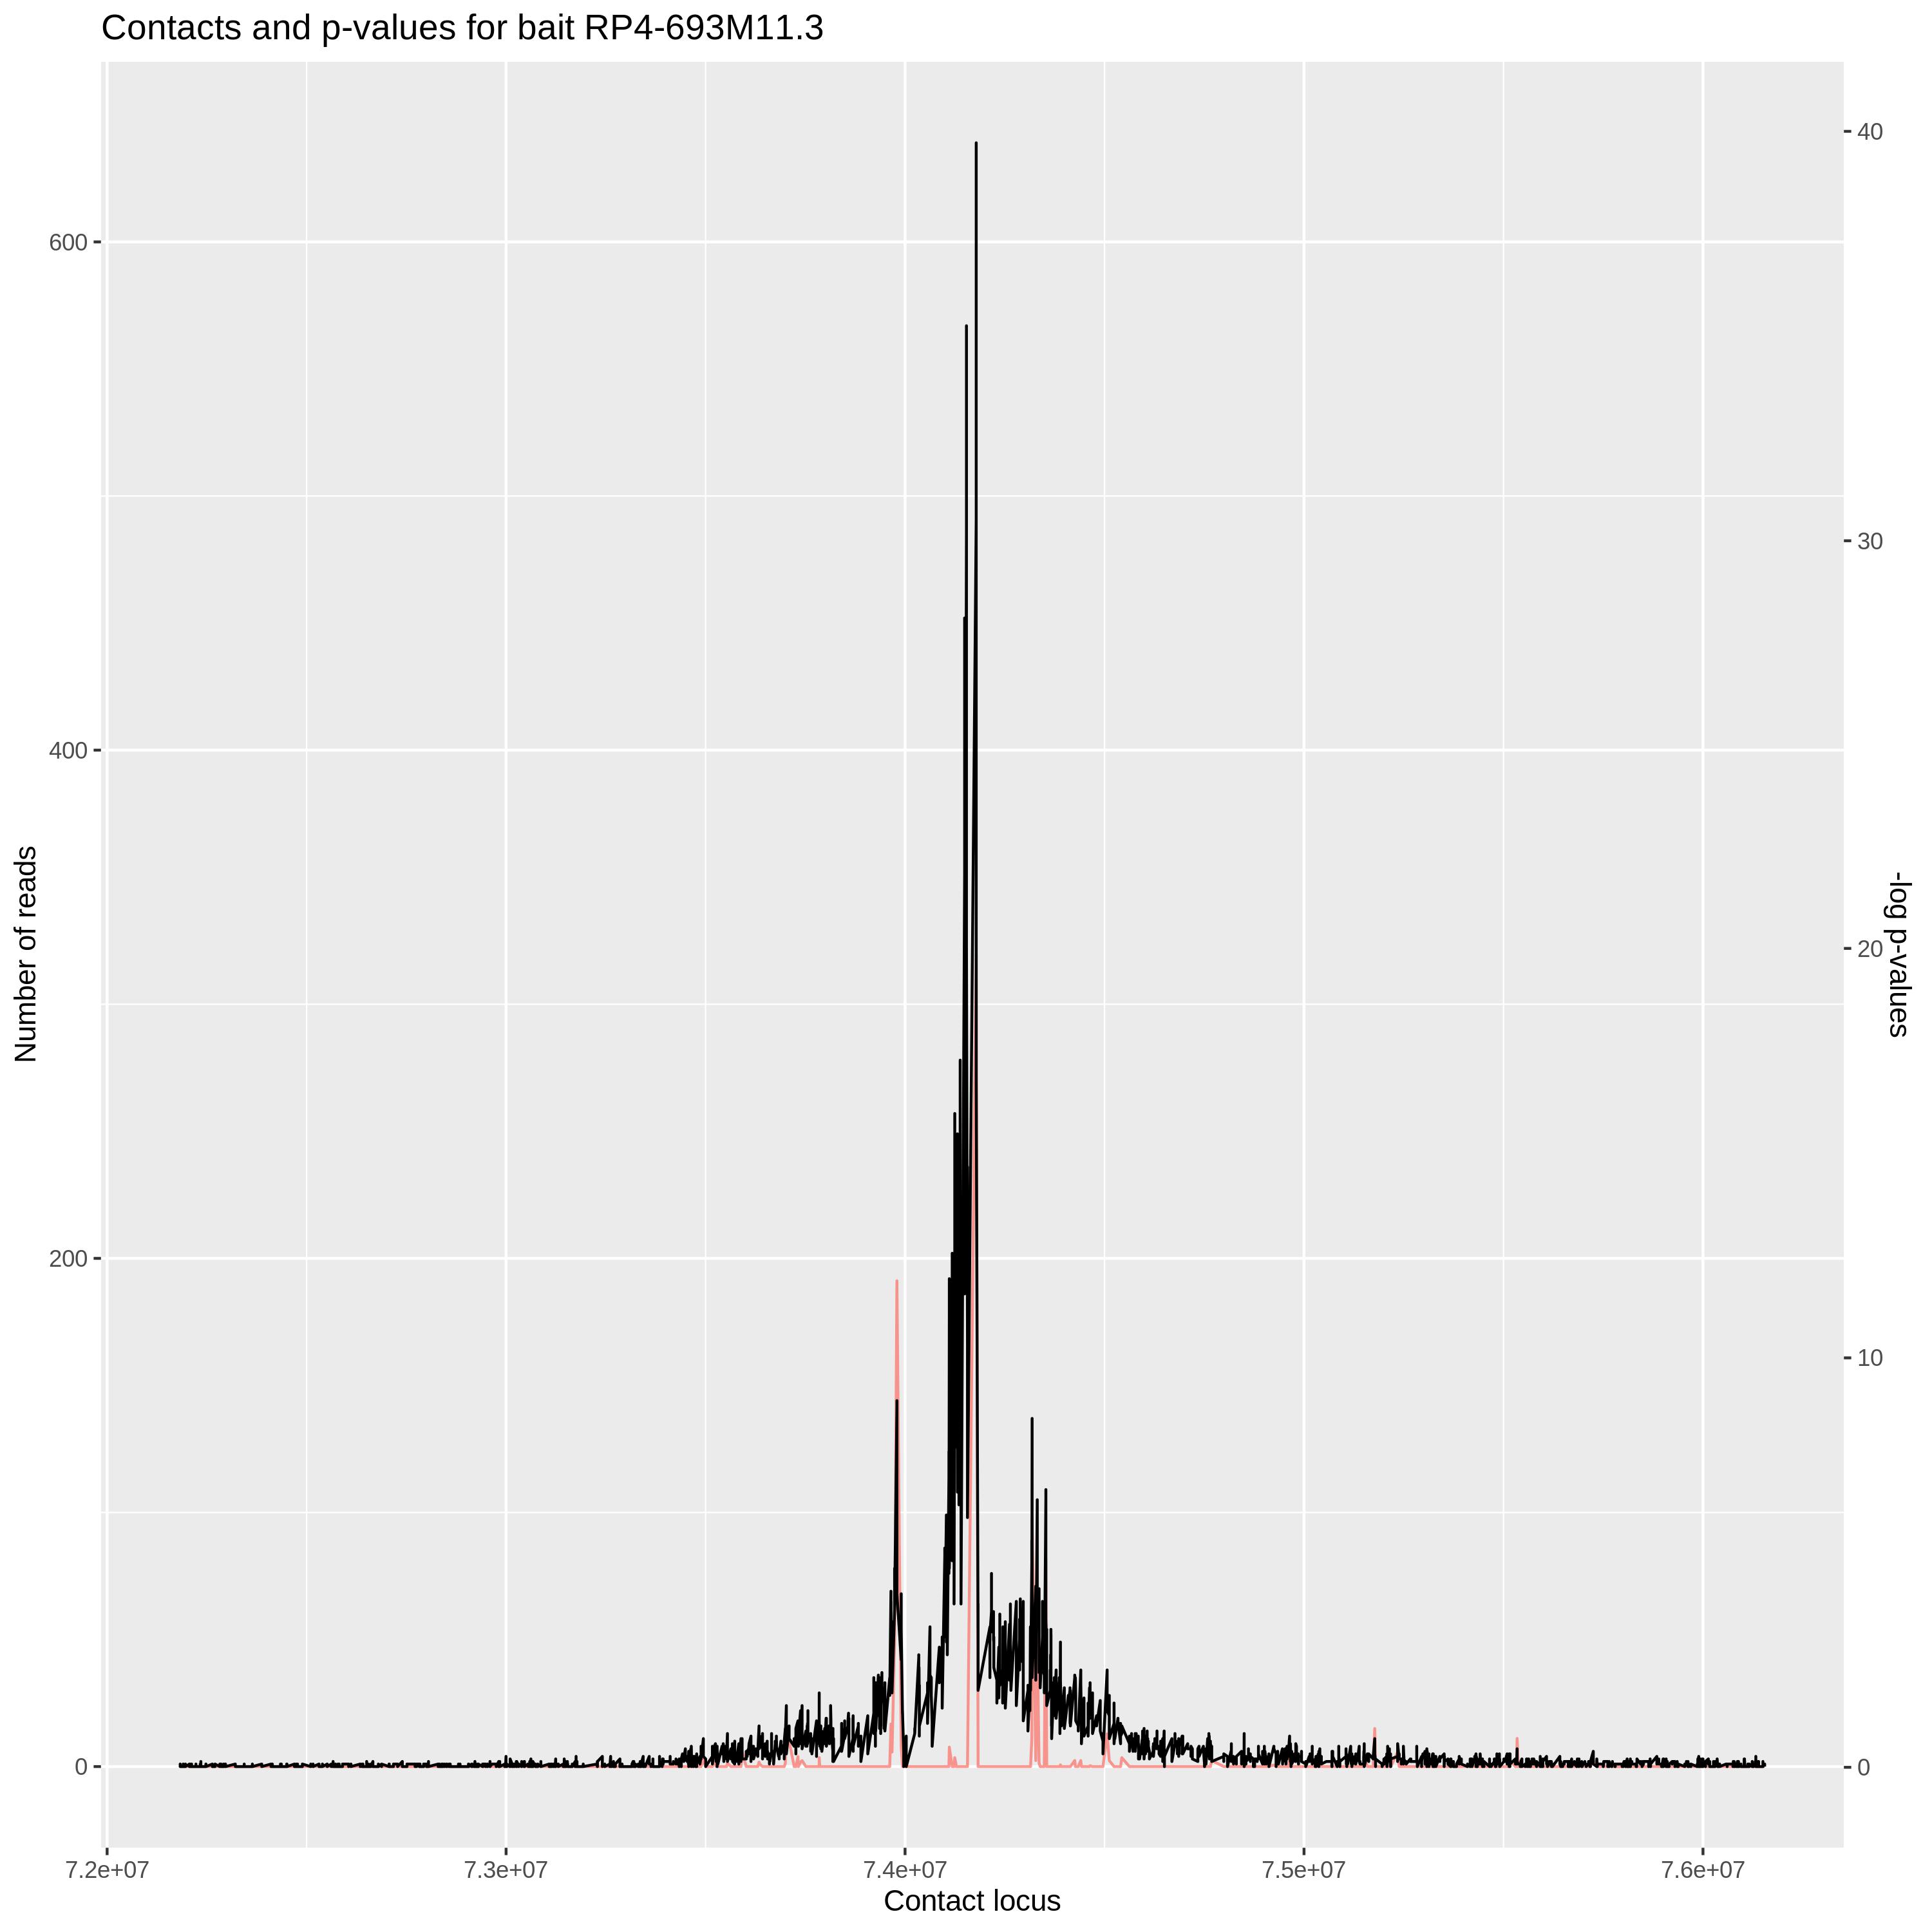 Contacts and p-values for bait RP4-693M11.3
Number of reads
600
400
200
0
40
30
20
10
0
-log p-values
7.2e+07
7.3e+07
7.4e+07
7.5e+07
7.6e+07
Contact locus